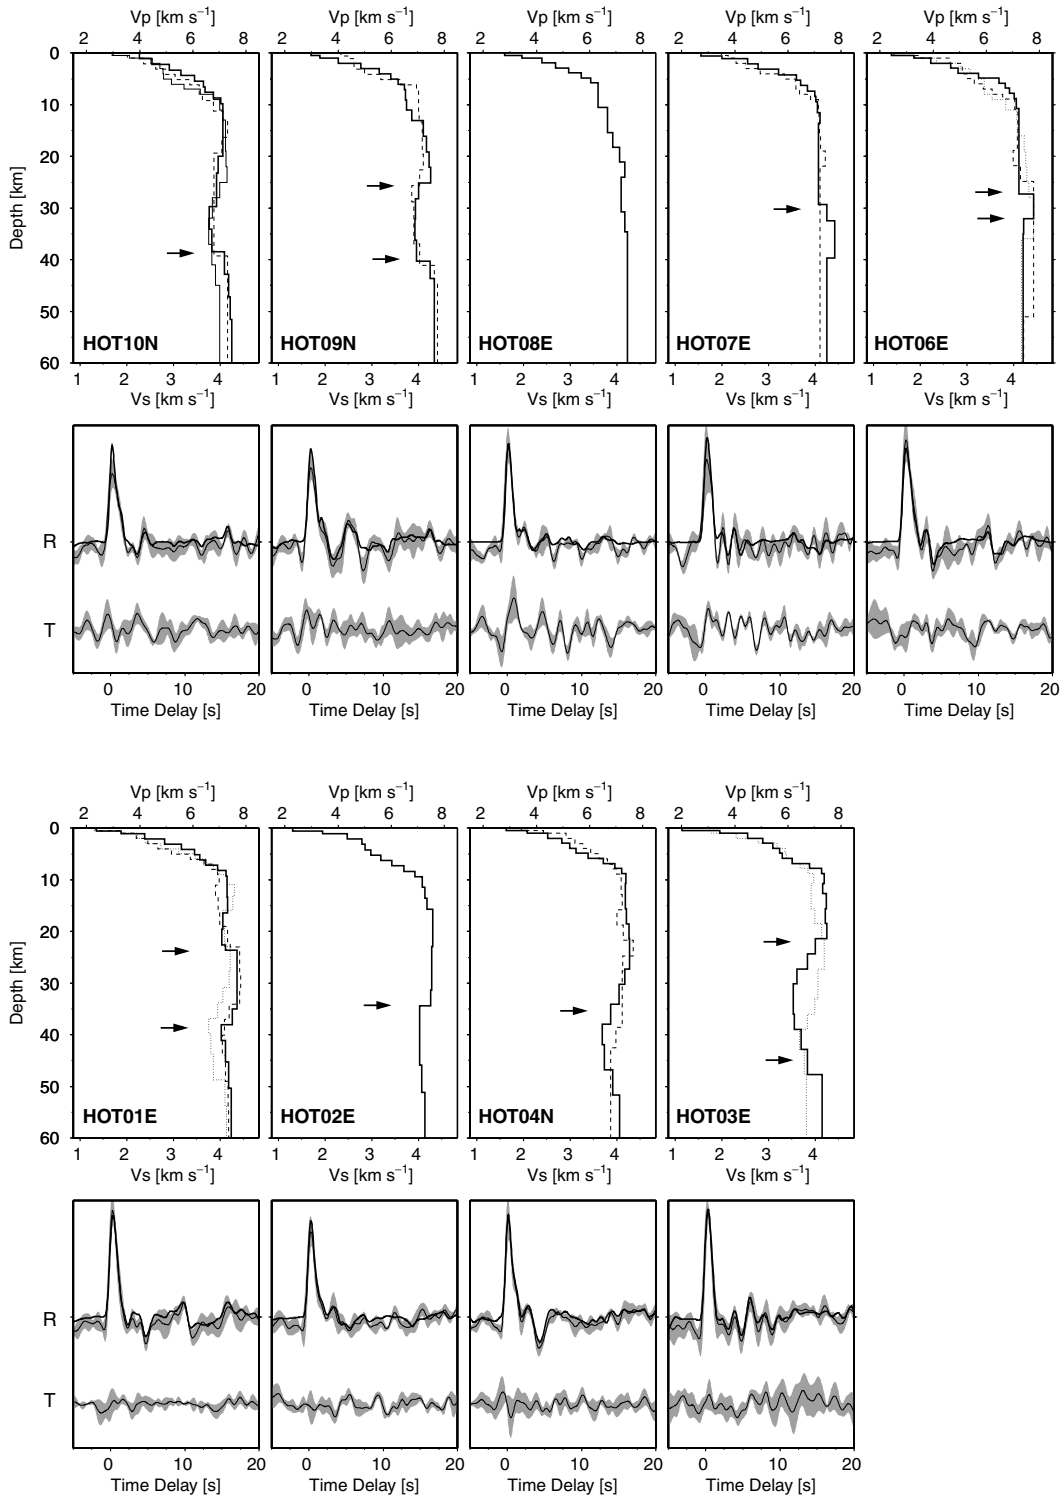 Vp [km s⁻¹] Vp [km s⁻¹] Vp [km s⁻¹] Vp [km s⁻¹] Vp [km s⁻¹]
2 4 6 8 2 4 6 8 2 4 6 8 2 4 6 8 2 4 6 8
0
10
20
30
40
50
60
Depth [km]
HOT10N HOT09N HOT08E HOT07E HOT06E
1 2 3 4 1 2 3 4 1 2 3 4 1 2 3 4 1 2 3 4
Vs [km s⁻¹] Vs [km s⁻¹] Vs [km s⁻¹] Vs [km s⁻¹] Vs [km s⁻¹]
R
T
0 10 20 0 10 20 0 10 20 0 10 20 0 10 20
Time Delay [s] Time Delay [s] Time Delay [s] Time Delay [s] Time Delay [s]
Vp [km s⁻¹] Vp [km s⁻¹] Vp [km s⁻¹] Vp [km s⁻¹]
2 4 6 8 2 4 6 8 2 4 6 8 2 4 6 8
0
10
20
30
40
50
60
Depth [km]
HOT01E HOT02E HOT04N HOT03E
1 2 3 4 1 2 3 4 1 2 3 4 1 2 3 4
Vs [km s⁻¹] Vs [km s⁻¹] Vs [km s⁻¹] Vs [km s⁻¹]
R
T
0 10 20 0 10 20 0 10 20 0 10 20
Time Delay [s] Time Delay [s] Time Delay [s] Time Delay [s]